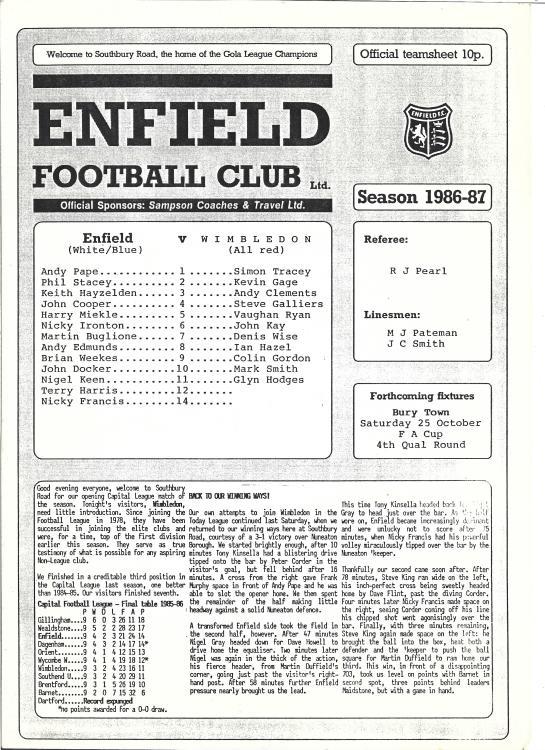 Welcome to Southbury Road, the home of the Gola League Champions
Official teamsheet 10p.
ENFIELD
FOOTBALL CLUB Ltd.
Official Sponsors: Sampson Coaches & Travel Ltd.
ENFIELD F.C.
Season 1986-87
Enfield v WIMBLEDON
(White/Blue) (All red)
Andy Pape........... 1 .......Simon Tracey
Phil Stacey......... 2 .......Kevin Gage
Keith Hayzelden..... 3 .......Andy Clements
John Cooper......... 4 .......Steve Galliers
Harry Miekle........ 5 .......Vaughan Ryan
Nicky Ironton....... 6 .......John Kay
Martin Buglione..... 7 .......Denis Wise
Andy Edmunds........ 8 .......Ian Hazel
Brian Weekes........ 9 .......Colin Gordon
John Docker.........10 .......Mark Smith
Nigel Keen..........11 .......Glyn Hodges
Terry Harris........12.......
Nicky Francis.......14.......
Referee:
R J Pearl
Linesmen:
M J Pateman
J C Smith
Forthcoming fixtures
Bury Town
Saturday 25 October
F A Cup
4th Qual Round
Good evening everyone, welcome to Southbury
Road for our opening Capital League match of
the season. Tonight's visitors, Wimbledon,
need little introduction. Since joining the
Football League in 1978, they have been
successful in joining the elite clubs and
were, for a time, top of the first division
earlier this season. They serve as true
testimony of what is possible for any aspiring
Non-League club.
We finished in a creditable third position in
the Capital League last season, one better
than 1984-85. Our visitors finished seventh.
Capital Football League - Final table 1985-86
P W D L F A P
Gillingham...9 6 0 3 26 11 18
Wealdstone...9 5 2 2 28 23 17
Enfield......9 4 2 3 21 24 14
Dagenham.....9 4 3 2 14 17 14*
Orient.......9 4 1 4 12 15 13
Wycombe W....9 4 1 4 19 18 12*
Wimbledon....9 3 2 4 23 16 11
Southend U...9 3 2 4 20 29 11
Brentford....9 3 1 5 26 19 10
Barnet.......9 2 0 7 15 32 6
Dartford.....Record expunged
*no points awarded for a 0-0 draw.
BACK TO OUR WINNING WAYS!
Our own attempts to join Wimbledon in the
Today League continued last Saturday, when we
returned to our winning ways here at Southbury
Road, courtesy of a 3-1 victory over Nuneaton
Borough. We started brightly enough, after 10
minutes Tony Kinsella had a blistering drive
tipped onto the bar by Peter Corder in the
visitor's goal, but fell behind after 16
minutes. A cross from the right gave Frank
Murphy space in front of Andy Pape and he was
able to slot the opener home. We then spent
the remainder of the half making little
headway against a solid Nuneaton defence.
A transformed Enfield side took the field in
the second half, however. After 47 minutes
Nigel Gray headed down for Dave Howell to
drive home the equaliser. Two minutes later
Nigel was again in the thick of the action,
his fierce header, from Martin Duffield's
corner, going just past the visitor's right-
hand post. After 58 minutes further Enfield
pressure nearly brought us the lead.
This time Tony Kinsella headed back
Gray to head just over the bar. As the half
wore on, Enfield became increasingly dominant
and were unlucky not to score after 75
minutes, when Nicky Francis had his powerful
volley miraculously tipped over the bar by the
Nuneaton 'keeper.
Thankfully our second came soon after. After
78 minutes, Steve King ran wide on the left,
his inch-perfect cross being sweetly headed
home by Dave Flint, past the diving Corder.
Four minutes later Nicky Francis made space on
the right, seeing Corder coming off his line
his chipped shot went agonisingly over the
bar. Finally, with three minutes remaining,
Steve King again made space on the left: he
brought the ball into the box, beat both a
defender and the 'keeper to push the ball
square for Martin Duffield to ram home our
third. This win, in front of a disappointing
703, took us level on points with Barnet in
second spot, three points behind leaders
Maidstone, but with a game in hand.